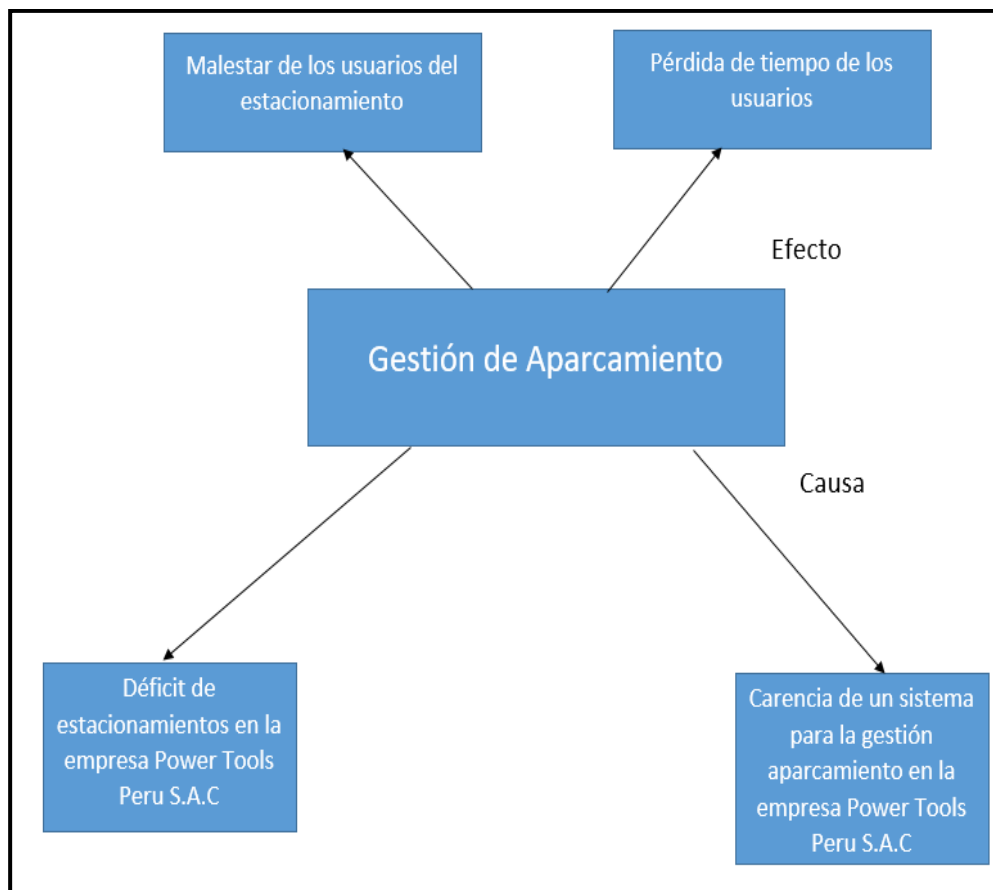 Malestar de los usuarios del
estacionamiento
Pérdida de tiempo de los
usuarios
Efecto
Gestión de Aparcamiento
Causa
Déficit de
estacionamientos en la
empresa Power Tools
Peru S.A.C
Carencia de un sistema
para la gestión
aparcamiento en la
empresa Power Tools
Peru S.A.C